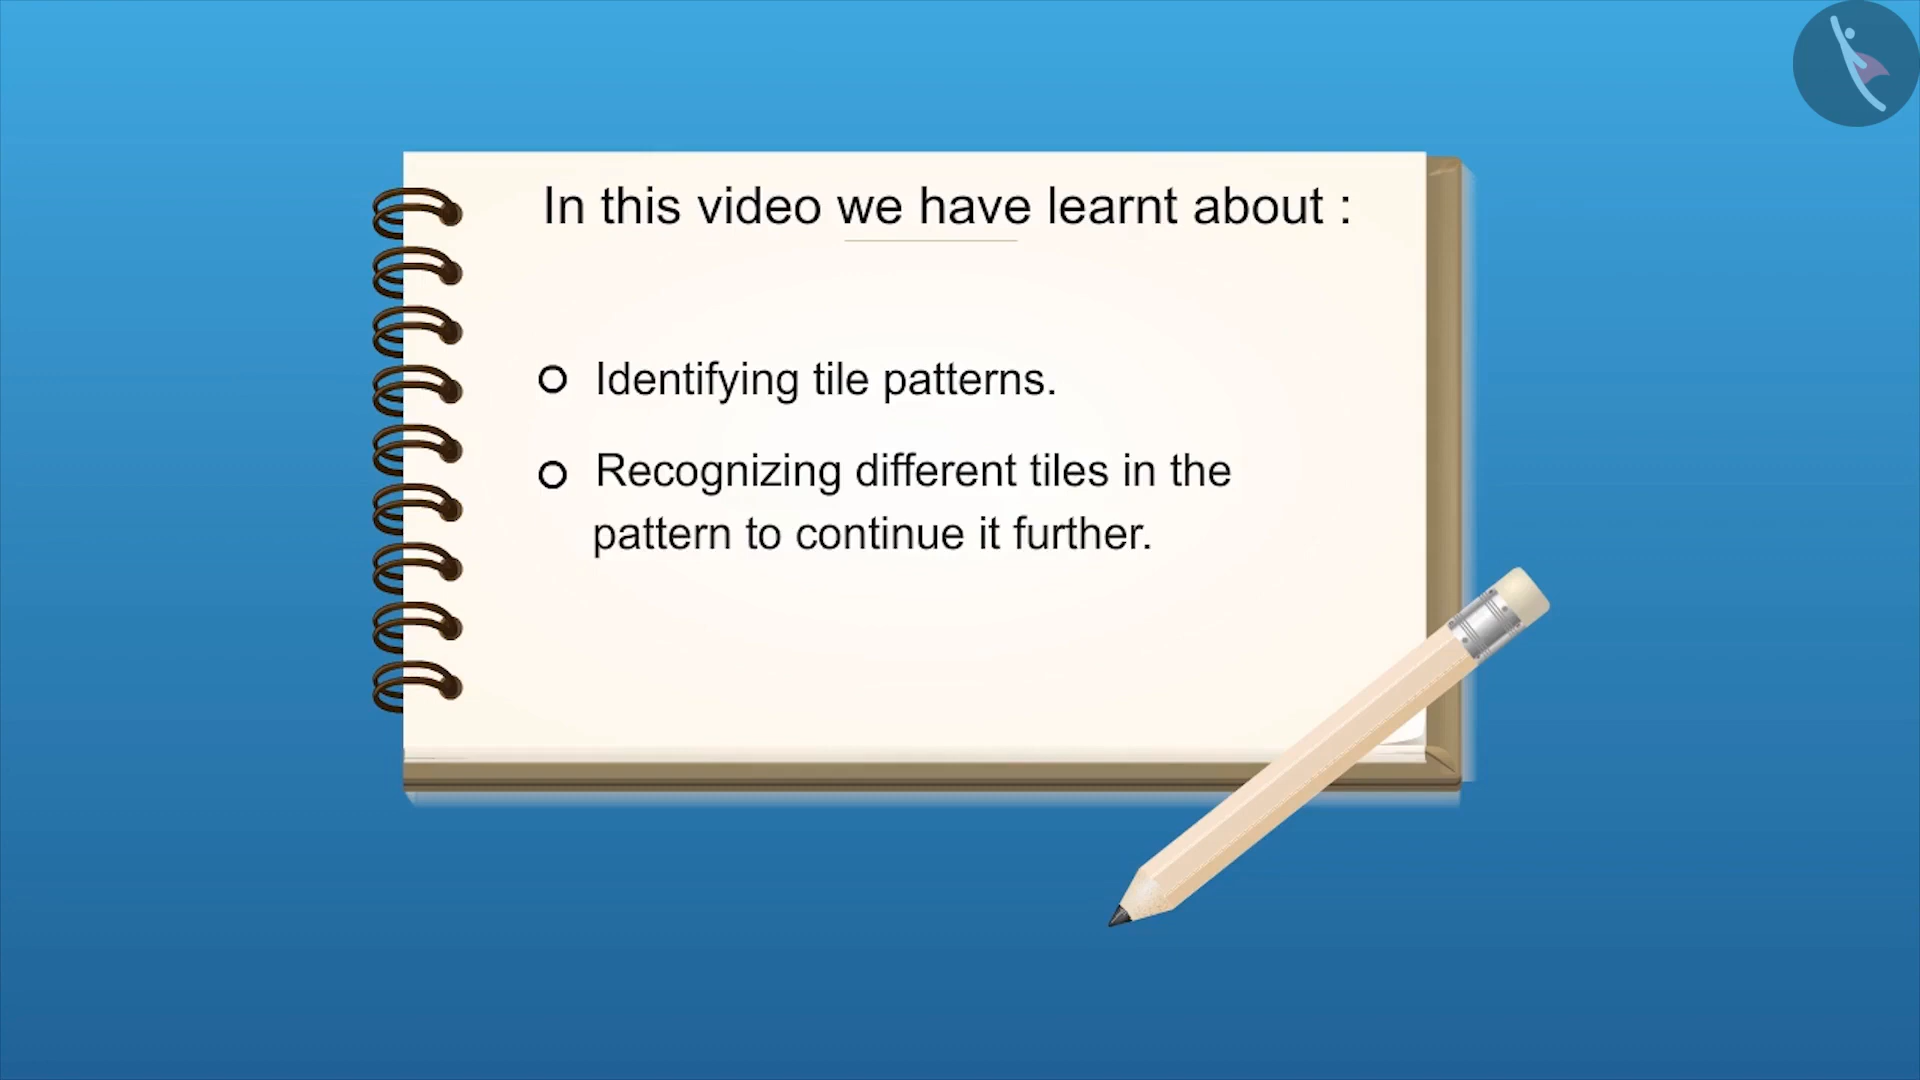 In this video we have learnt about :
Identifying tile patterns.
Recognizing different tiles in the
pattern to continue it further.